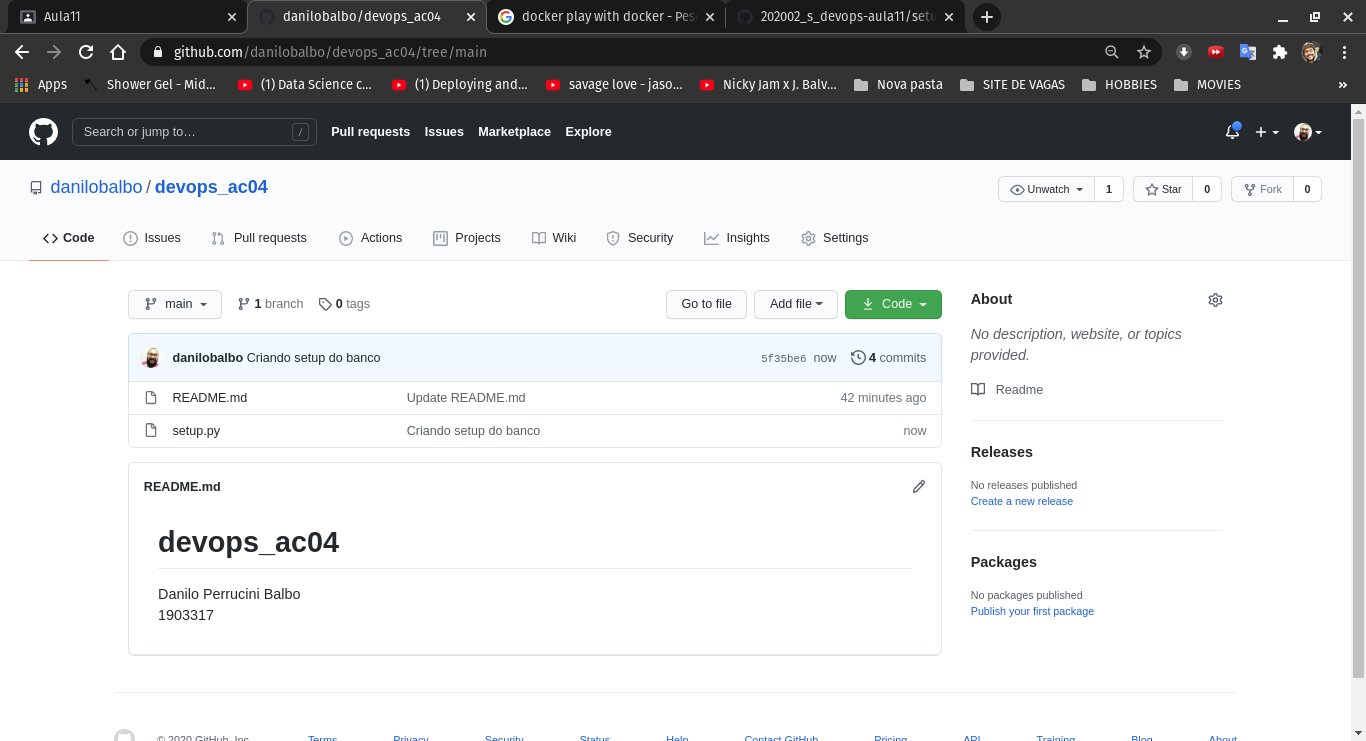 Aula11
danilobalbo/devops_ac04
docker play with docker - Pes
202002_s_devops-aula11/setu
github.com/danilobalbo/devops_ac04/tree/main
Apps
Shower Gel - Mid...
(1) Data Science c...
(1) Deploying and...
savage love - jaso...
Nicky Jam x J. Balv...
Nova pasta
SITE DE VAGAS
HOBBIES
MOVIES
»
Search or jump to…
/
Pull requests
Issues
Marketplace
Explore
danilobalbo / devops_ac04
Unwatch
1
Star
0
Fork
0
Code
Issues
Pull requests
Actions
Projects
Wiki
Security
Insights
Settings
main
1 branch
0 tags
Go to file
Add file
Code
danilobalbo Criando setup do banco
5f35be6 now
4 commits
README.md
Update README.md
42 minutes ago
setup.py
Criando setup do banco
now
README.md
devops_ac04
Danilo Perrucini Balbo
1903317
About
No description, website, or topics
provided.
Readme
Releases
No releases published
Create a new release
Packages
No packages published
Publish your first package
© 2020 GitHub, Inc.
Terms
Privacy
Security
Status
Help
Contact GitHub
Pricing
API
Training
Blog
About